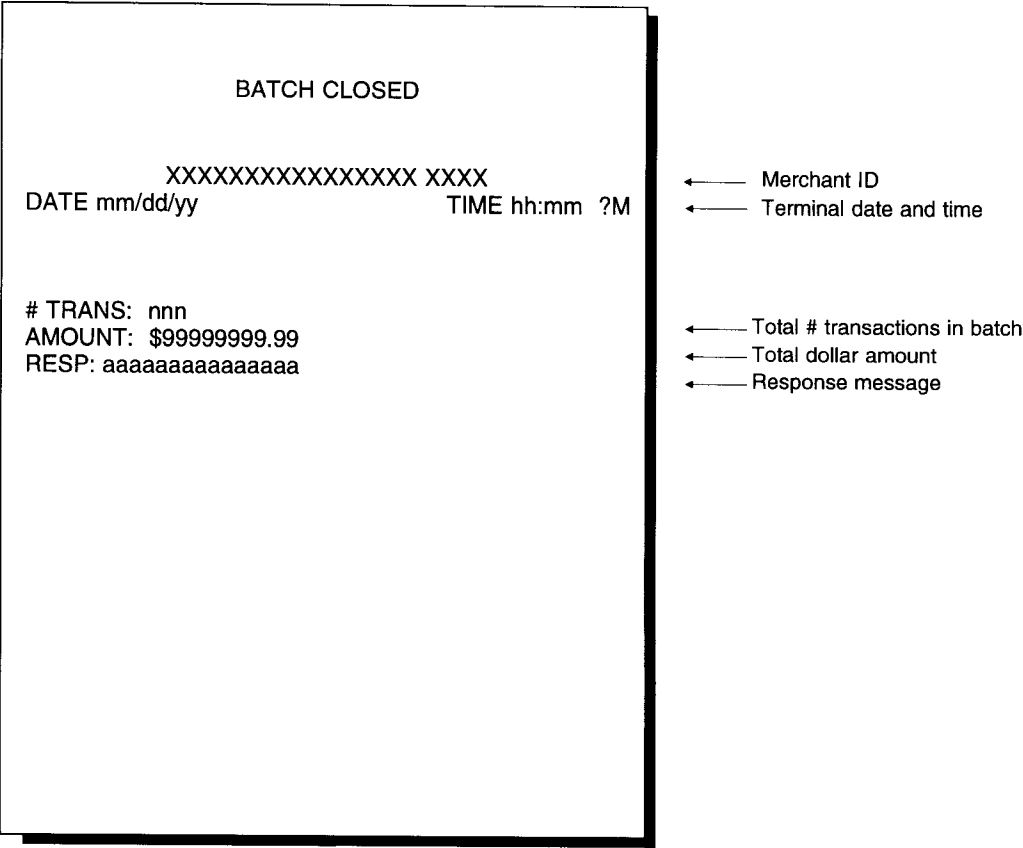 BATCH CLOSED
XXXXXXXXXXXXXXXX XXXX
Merchant ID
DATE mm/dd/yy TIME hh:mm ?M
Terminal date and time
# TRANS: nnn
Total # transactions in batch
AMOUNT: $99999999.99
Total dollar amount
RESP: aaaaaaaaaaaaaaa
Response message